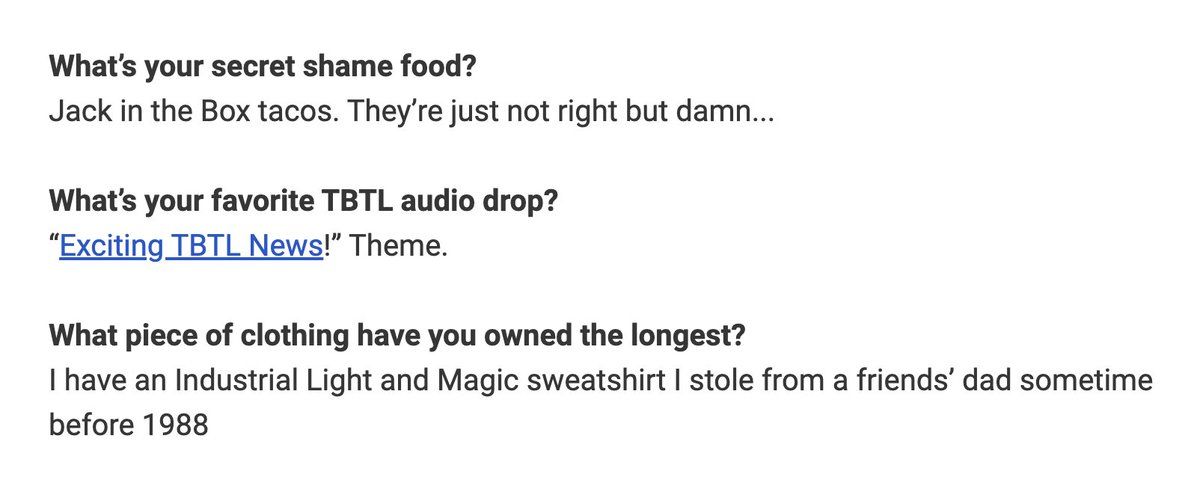 What’s your secret shame food?
Jack in the Box tacos. They’re just not right but damn...
What’s your favorite TBTL audio drop?
“Exciting TBTL News!” Theme.
What piece of clothing have you owned the longest?
I have an Industrial Light and Magic sweatshirt I stole from a friends’ dad sometime
before 1988